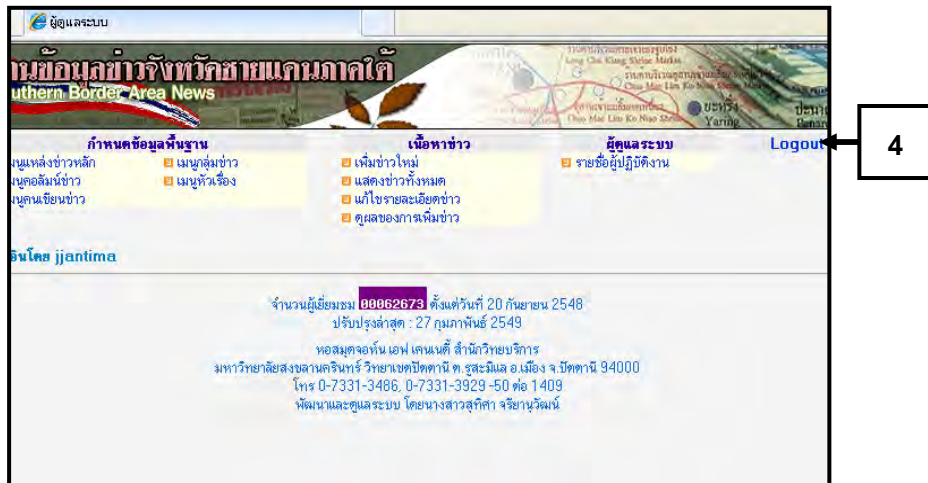 ผู้ดูแลระบบ
านข้อมูลข่าวจังหวัดชายแดนภาคใต้
uthern Border Area News
Long Chai Kiang Shrine Market
ยะหริ่ง
Yaring
กำหนดข้อมูลพื้นฐาน เนื้อหาข่าว ผู้ดูแลระบบ Logout 4
นูแหล่งข่าวหลัก เมนูกลุ่มข่าว เพิ่มข่าวใหม่ รายชื่อผู้ปฏิบัติงาน
นูคอลัมน์ข่าว เมนูหัวเรื่อง แสดงข่าวทั้งหมด
นูคนเขียนข่าว แก้ไขรายละเอียดข่าว
ดูผลของการเพิ่มข่าว
อินโดย jjantima
จำนวนผู้เยี่ยมชม 00062673 ตั้งแต่วันที่ 20 กันยายน 2548
ปรับปรุงล่าสุด : 27 กุมภาพันธ์ 2549
หอสมุดจอห์น เอฟ เคนเนดี้ สำนักวิทยบริการ
มหาวิทยาลัยสงขลานครินทร์ วิทยาเขตปัตตานี ต.รูสะมิแล อ.เมือง จ.ปัตตานี 94000
โทร 0-7331-3486, 0-7331-3929 -50 ต่อ 1409
พัฒนาและดูแลระบบ โดยนางสาวสุทิศา จรียานุวัฒน์